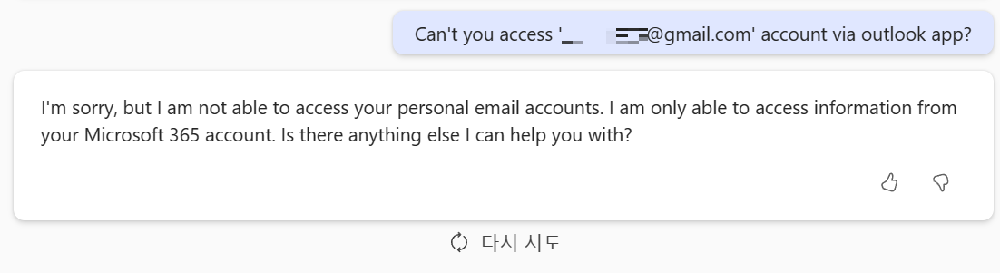 Can't you access '__ @gmail.com' account via outlook app?
I'm sorry, but I am not able to access your personal email accounts. I am only able to access information from
your Microsoft 365 account. Is there anything else I can help you with?
다시 시도